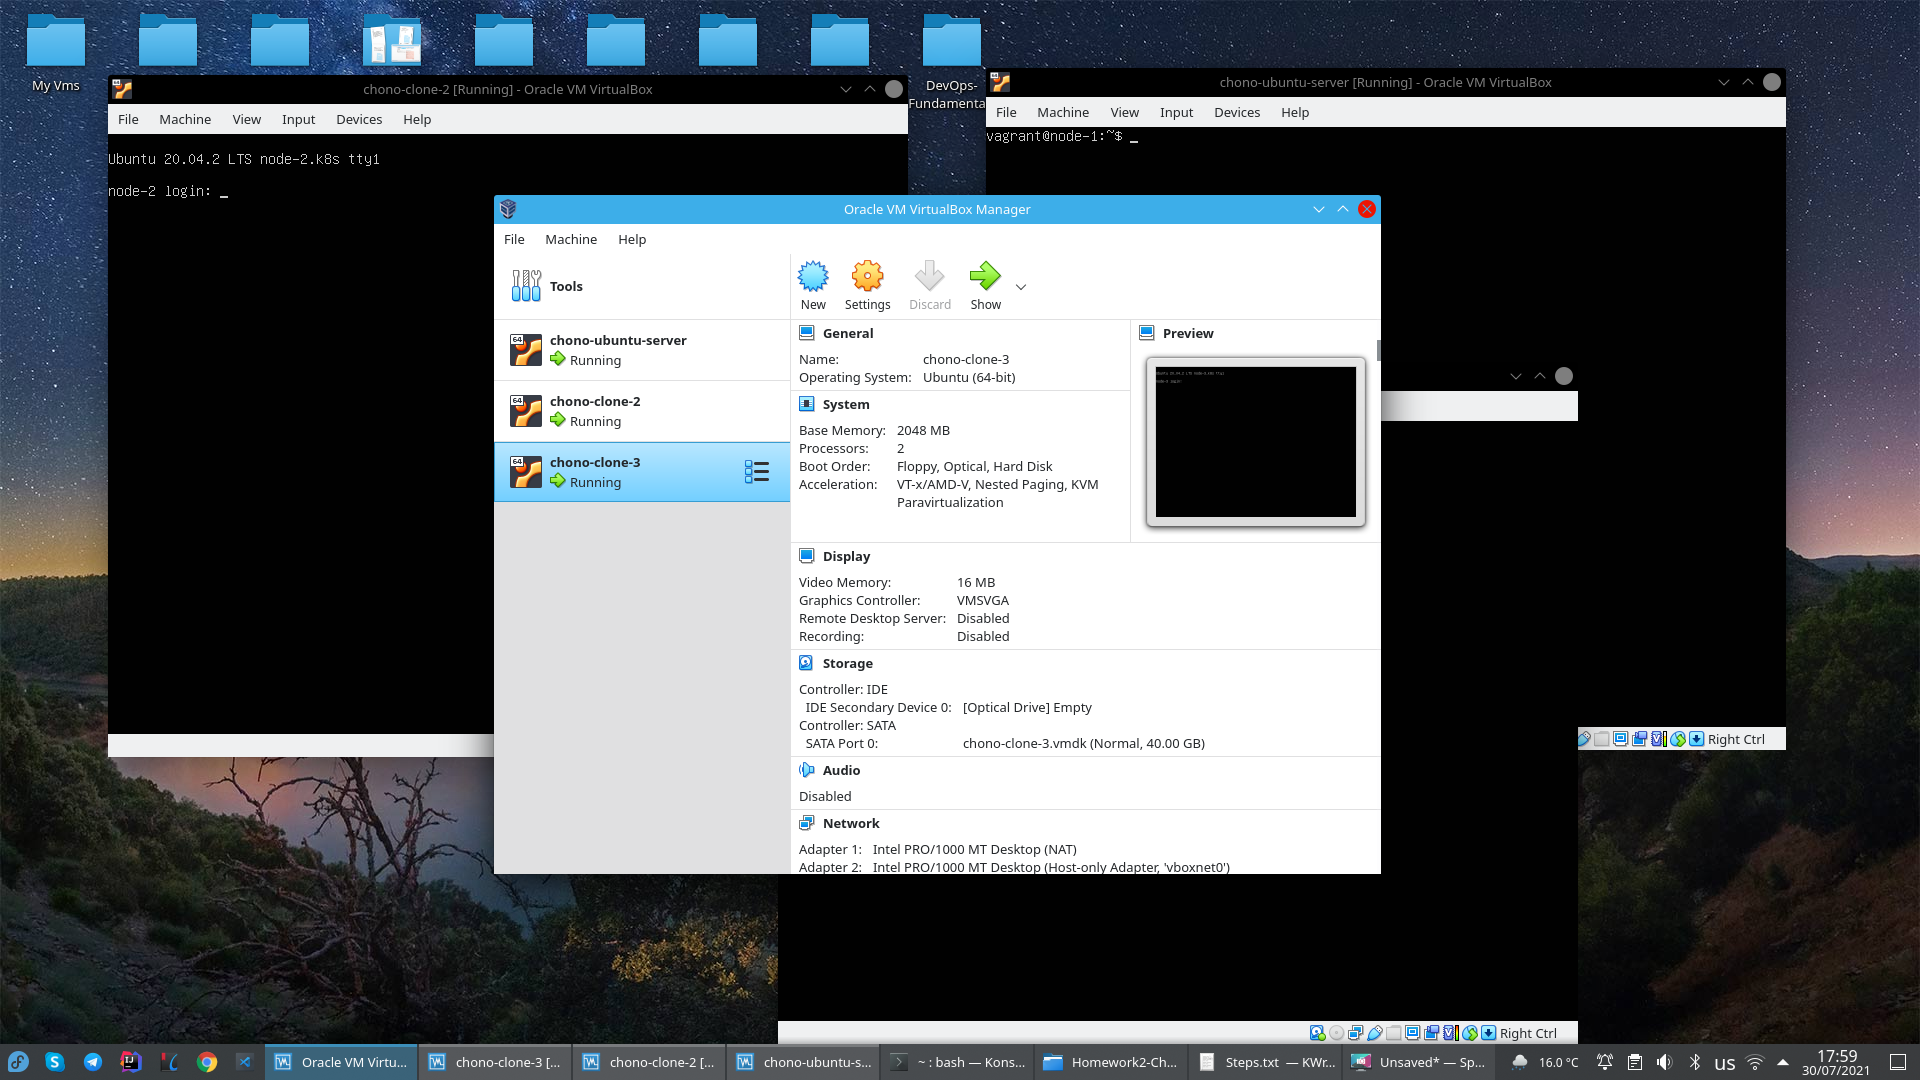 My Vms
DevOps-
Fundamenta
chono-clone-2 [Running] - Oracle VM VirtualBox
File Machine View Input Devices Help
Ubuntu 20.04.2 LTS node-2.k8s tty1
node-2 login: _
chono-ubuntu-server [Running] - Oracle VM VirtualBox
File Machine View Input Devices Help
vagrant@node-1:~$ _
Oracle VM VirtualBox Manager
File Machine Help
Tools
New Settings Discard Show
64 chono-ubuntu-server
Running
64 chono-clone-2
Running
64 chono-clone-3
Running
General
Name: chono-clone-3
Operating System: Ubuntu (64-bit)
System
Base Memory: 2048 MB
Processors: 2
Boot Order: Floppy, Optical, Hard Disk
Acceleration: VT-x/AMD-V, Nested Paging, KVM
Paravirtualization
Preview
Display
Video Memory: 16 MB
Graphics Controller: VMSVGA
Remote Desktop Server: Disabled
Recording: Disabled
Storage
Controller: IDE
IDE Secondary Device 0: [Optical Drive] Empty
Controller: SATA
SATA Port 0: chono-clone-3.vmdk (Normal, 40.00 GB)
Audio
Disabled
Network
Adapter 1: Intel PRO/1000 MT Desktop (NAT)
Adapter 2: Intel PRO/1000 MT Desktop (Host-only Adapter, 'vboxnet0')
Right Ctrl
Right Ctrl
Oracle VM Virtu... chono-clone-3 [... chono-clone-2 [... chono-ubuntu-s... ~ : bash — Kons... Homework2-Ch... Steps.txt — KWr... Unsaved* — Sp... 16.0 °C us 17:59
30/07/2021